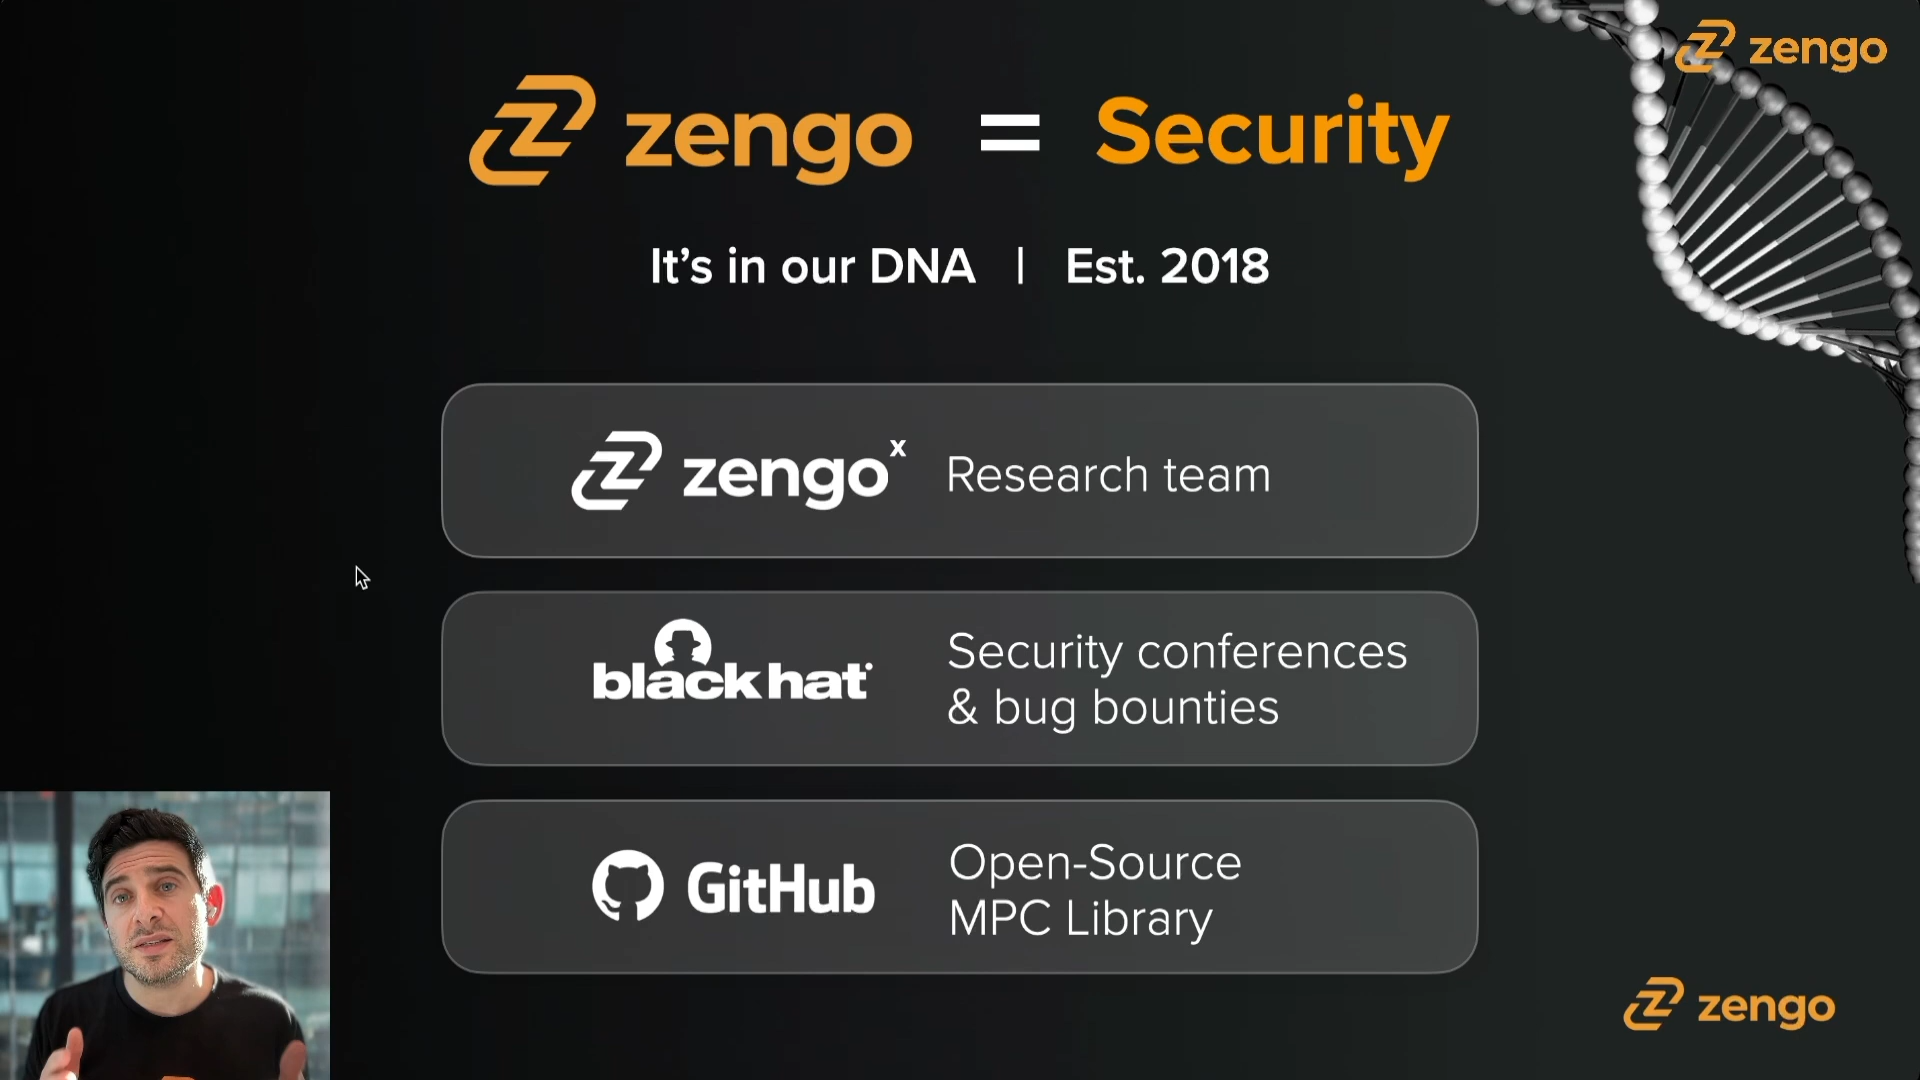 zengo
zengo = Security
It's in our DNA | Est. 2018
zengo x Research team
black hat Security conferences
& bug bounties
GitHub Open-Source
MPC Library
zengo